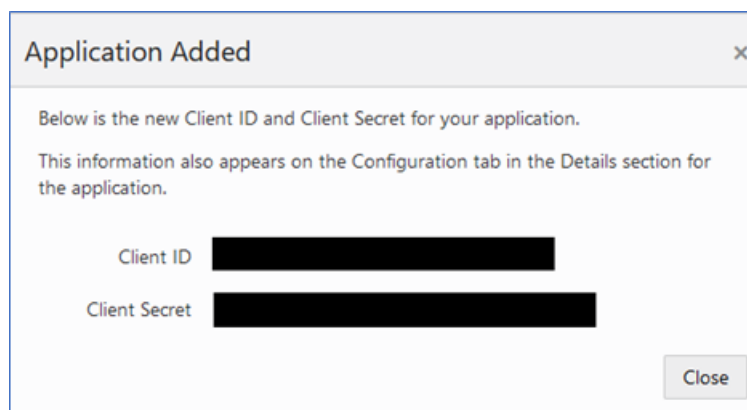 Application Added
Below is the new Client ID and Client Secret for your application.
This information also appears on the Configuration tab in the Details section for
the application.
Client ID
Client Secret
Close